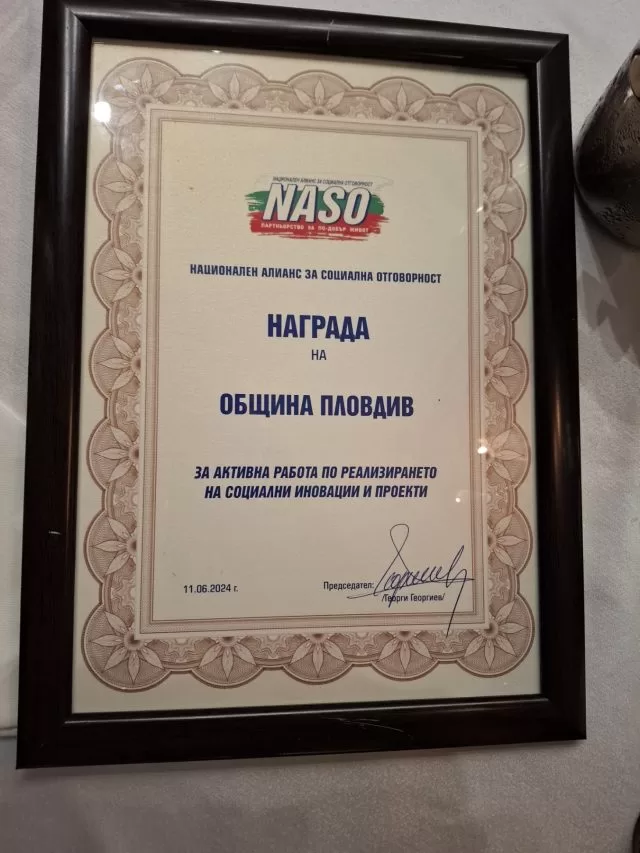 НАЦИОНАЛЕН АЛИАНС ЗА СОЦИАЛНА ОТГОВОРНОСТ
NASO
ПАРТНЬОРСТВО ЗА ПО-ДОБЪР ЖИВОТ
НАЦИОНАЛЕН АЛИАНС ЗА СОЦИАЛНА ОТГОВОРНОСТ
НАГРАДА
НА
ОБЩИНА ПЛОВДИВ
ЗА АКТИВНА РАБОТА ПО РЕАЛИЗИРАНЕТО
НА СОЦИАЛНИ ИНОВАЦИИ И ПРОЕКТИ
11.06.2024 г.
Председател:
/Георги Георгиев/